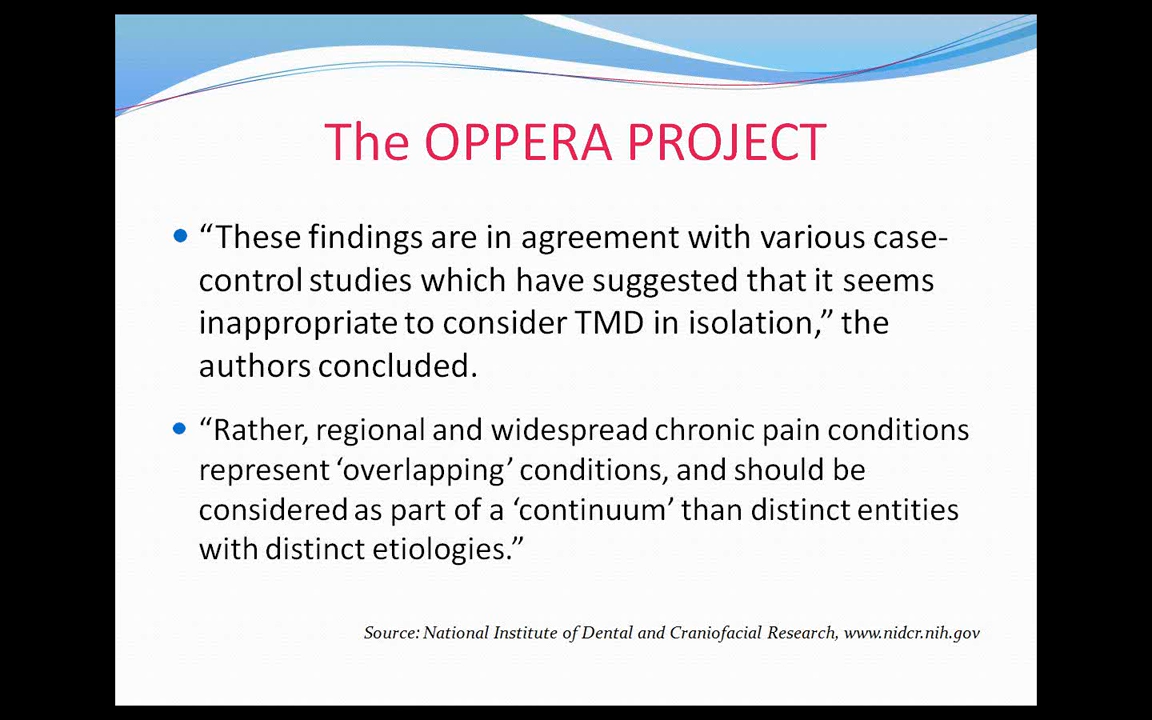 The OPPERA PROJECT
• “These findings are in agreement with various case-
control studies which have suggested that it seems
inappropriate to consider TMD in isolation,” the
authors concluded.
• “Rather, regional and widespread chronic pain conditions
represent ‘overlapping’ conditions, and should be
considered as part of a ‘continuum’ than distinct entities
with distinct etiologies.”
Source: National Institute of Dental and Craniofacial Research, www.nidcr.nih.gov